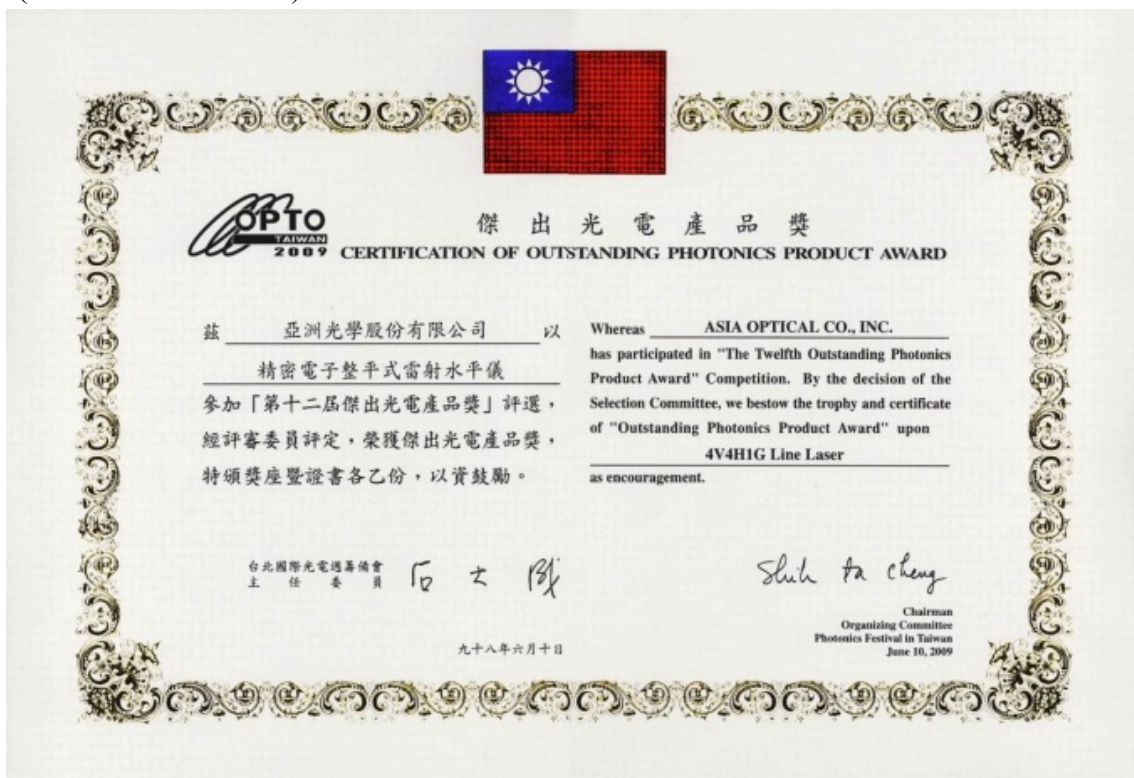 OPTO
TAIWAN
2009
傑出光電產品獎
CERTIFICATION OF OUTSTANDING PHOTONICS PRODUCT AWARD
茲 亞洲光學股份有限公司 以
精密電子整平式雷射水平儀
參加「第十二屆傑出光電產品獎」評選，
經評審委員評定，榮獲傑出光電產品獎，
特頒獎座暨證書各乙份，以資鼓勵。
台北國際光電週籌備會
主任委員 石大成
九十八年六月十日
Whereas ASIA OPTICAL CO., INC.
has participated in "The Twelfth Outstanding Photonics
Product Award" Competition. By the decision of the
Selection Committee, we bestow the trophy and certificate
of "Outstanding Photonics Product Award" upon
4V4H1G Line Laser
as encouragement.
Shih ta cheng
Chairman
Organizing Committee
Photonics Festival in Taiwan
June 10, 2009